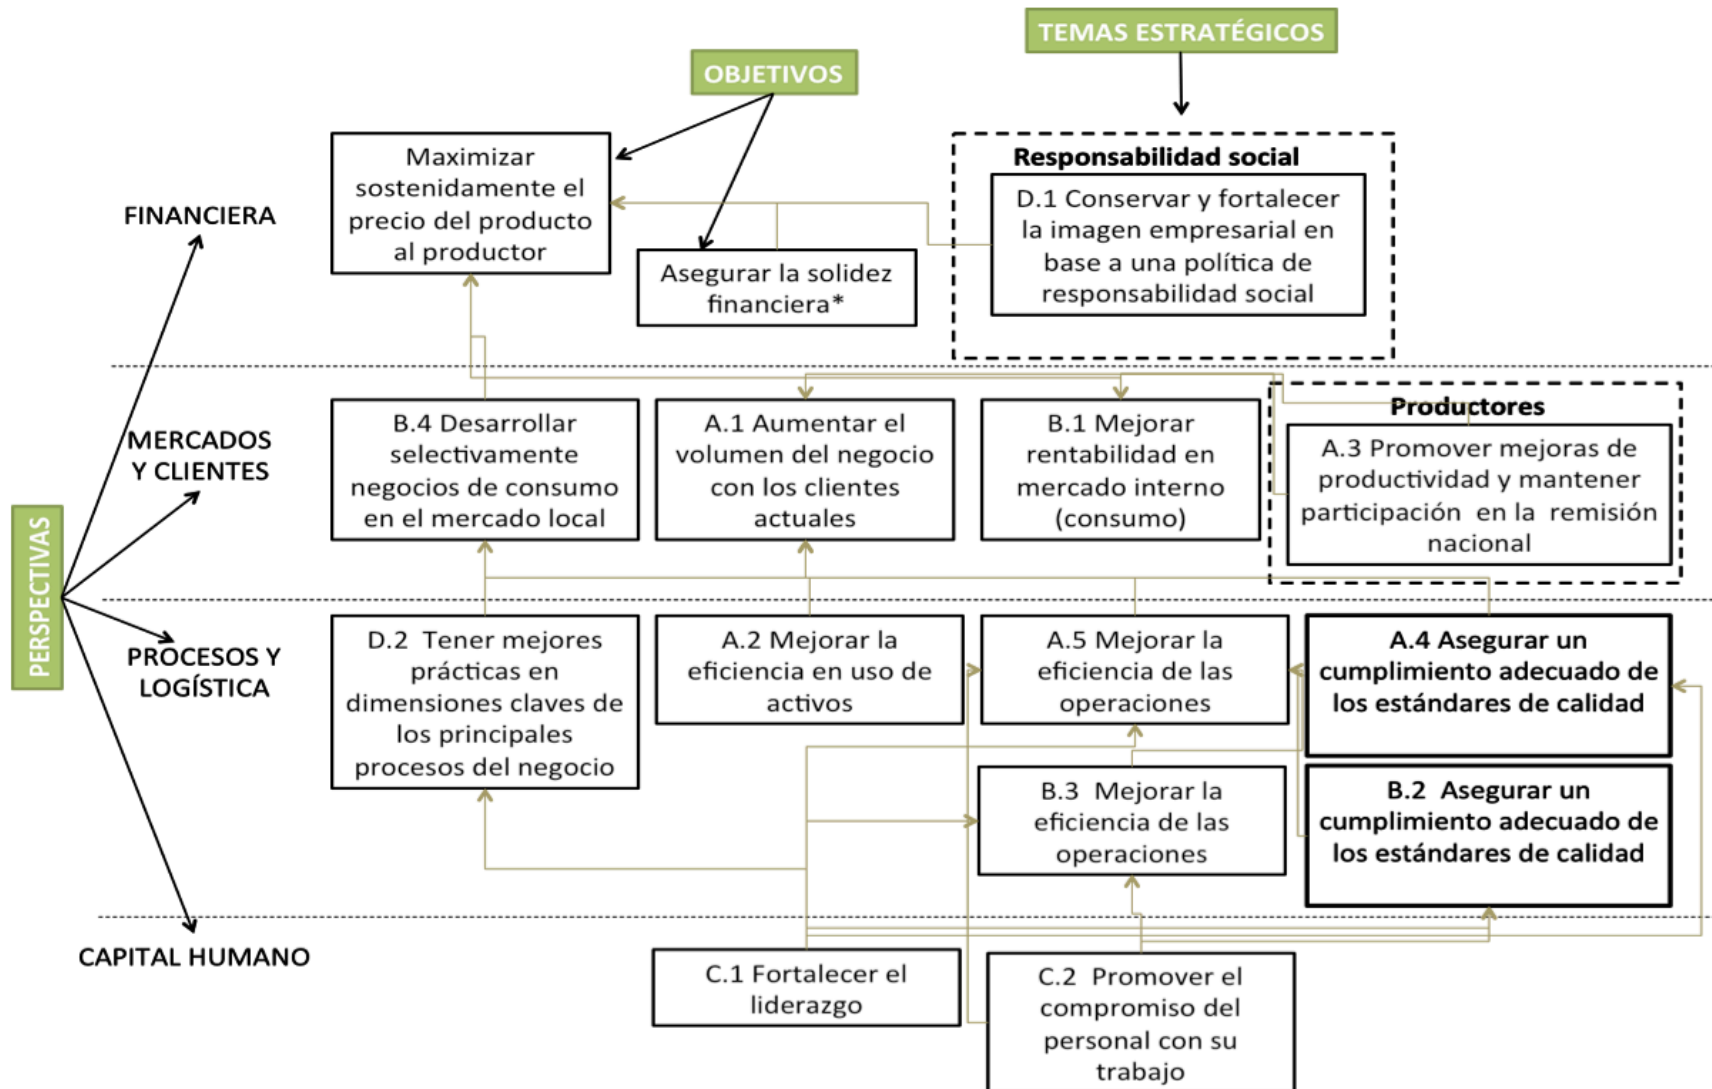 TEMAS ESTRATÉGICOS
OBJETIVOS
Maximizar
sostenidamente el
precio del producto
al productor
Responsabilidad social
D.1 Conservar y fortalecer
la imagen empresarial en
base a una política de
responsabilidad social
FINANCIERA
Asegurar la solidez
financiera*
MERCADOS
Y CLIENTES
B.4 Desarrollar
selectivamente
negocios de consumo
en el mercado local
A.1 Aumentar el
volumen del negocio
con los clientes
actuales
B.1 Mejorar
rentabilidad en
mercado interno
(consumo)
Productores
A.3 Promover mejoras de
productividad y mantener
participación en la remisión
nacional
PERSPECTIVAS
PROCESOS Y
LOGÍSTICA
D.2 Tener mejores
prácticas en
dimensiones claves de
los principales
procesos del negocio
A.2 Mejorar la
eficiencia en uso de
activos
A.5 Mejorar la
eficiencia de las
operaciones
A.4 Asegurar un
cumplimiento adecuado de
los estándares de calidad
B.3 Mejorar la
eficiencia de las
operaciones
B.2 Asegurar un
cumplimiento adecuado de
los estándares de calidad
CAPITAL HUMANO
C.1 Fortalecer el
liderazgo
C.2 Promover el
compromiso del
personal con su
trabajo